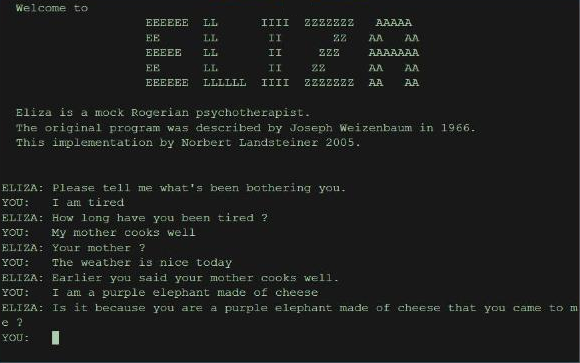 Welcome to
EEEEEE LL IIII ZZZZZZZ AAAAA
EE LL II ZZ AA AA
EEEEE LL II ZZZ AAAAAAA
EE LL II ZZ AA AA
EEEEEE LLLLLL IIII ZZZZZZZ AA AA
Eliza is a mock Rogerian psychotherapist.
The original program was described by Joseph Weizenbaum in 1966.
This implementation by Norbert Landsteiner 2005.
ELIZA: Please tell me what's been bothering you.
YOU: I am tired
ELIZA: How long have you been tired ?
YOU: My mother cooks well
ELIZA: Your mother ?
YOU: The weather is nice today
ELIZA: Earlier you said your mother cooks well.
YOU: I am a purple elephant made of cheese
ELIZA: Is it because you are a purple elephant made of cheese that you came to m
e ?
YOU: